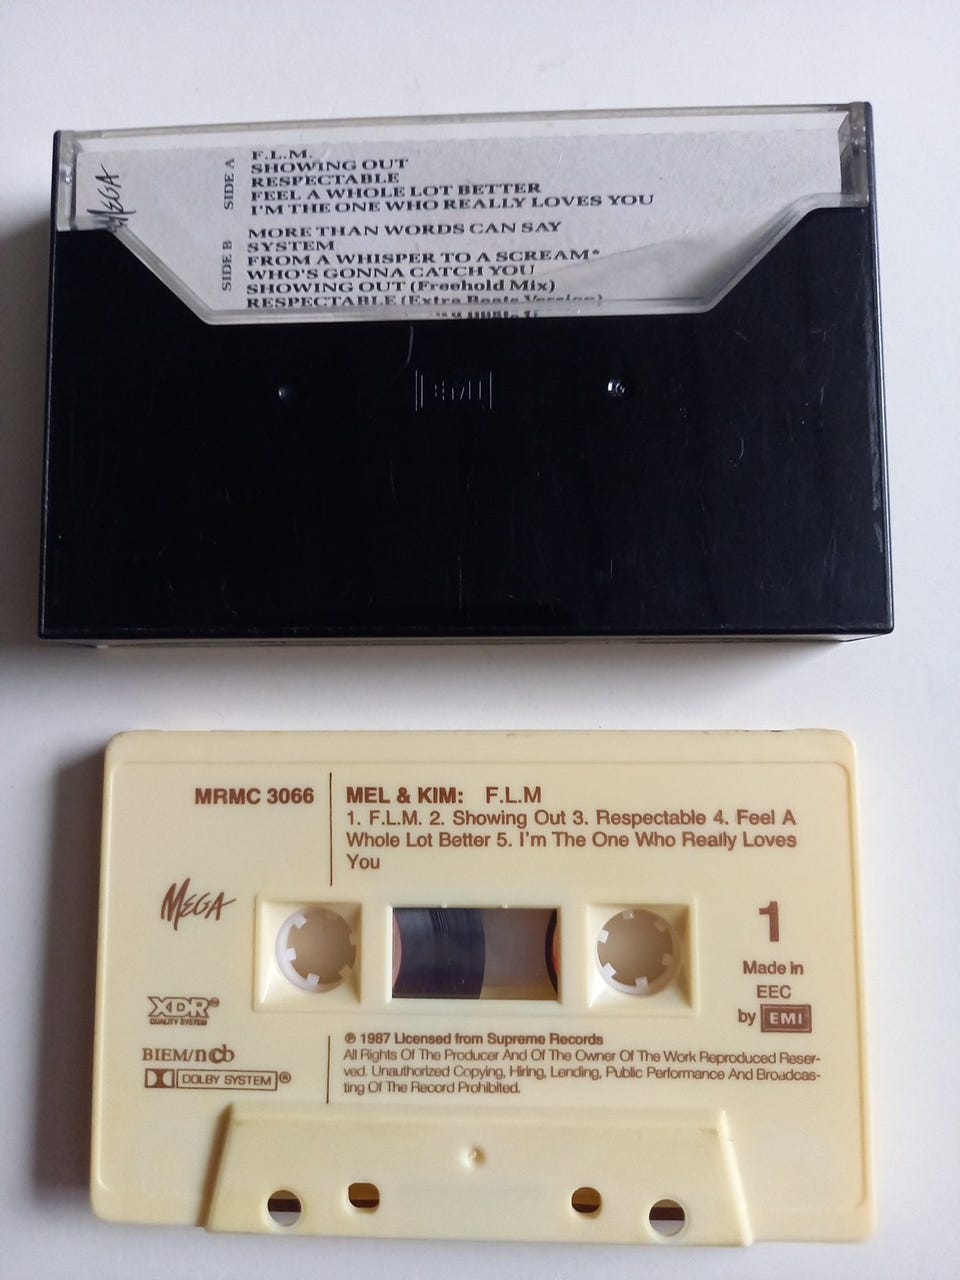 MEGA
SIDE A
F.L.M.
SHOWING OUT
RESPECTABLE
FEEL A WHOLE LOT BETTER
I'M THE ONE WHO REALLY LOVES YOU
SIDE B
MORE THAN WORDS CAN SAY
SYSTEM
FROM A WHISPER TO A SCREAM*
WHO'S GONNA CATCH YOU
SHOWING OUT (Freehold Mix)
RESPECTABLE (Extra Beats Version)
EMI
MRMC 3066
MEL & KIM: F.L.M
1. F.L.M. 2. Showing Out 3. Respectable 4. Feel A
Whole Lot Better 5. I'm The One Who Really Loves
You
MEGA
1
Made in
EEC
by EMI
XDR
QUALITY SYSTEM
BIEM/ncb
DOLBY SYSTEM®
℗ 1987 Licensed from Supreme Records
All Rights Of The Producer And Of The Owner Of The Work Reproduced Reser-
ved. Unauthorized Copying, Hiring, Lending, Public Performance And Broadcas-
ting Of The Record Prohibited.